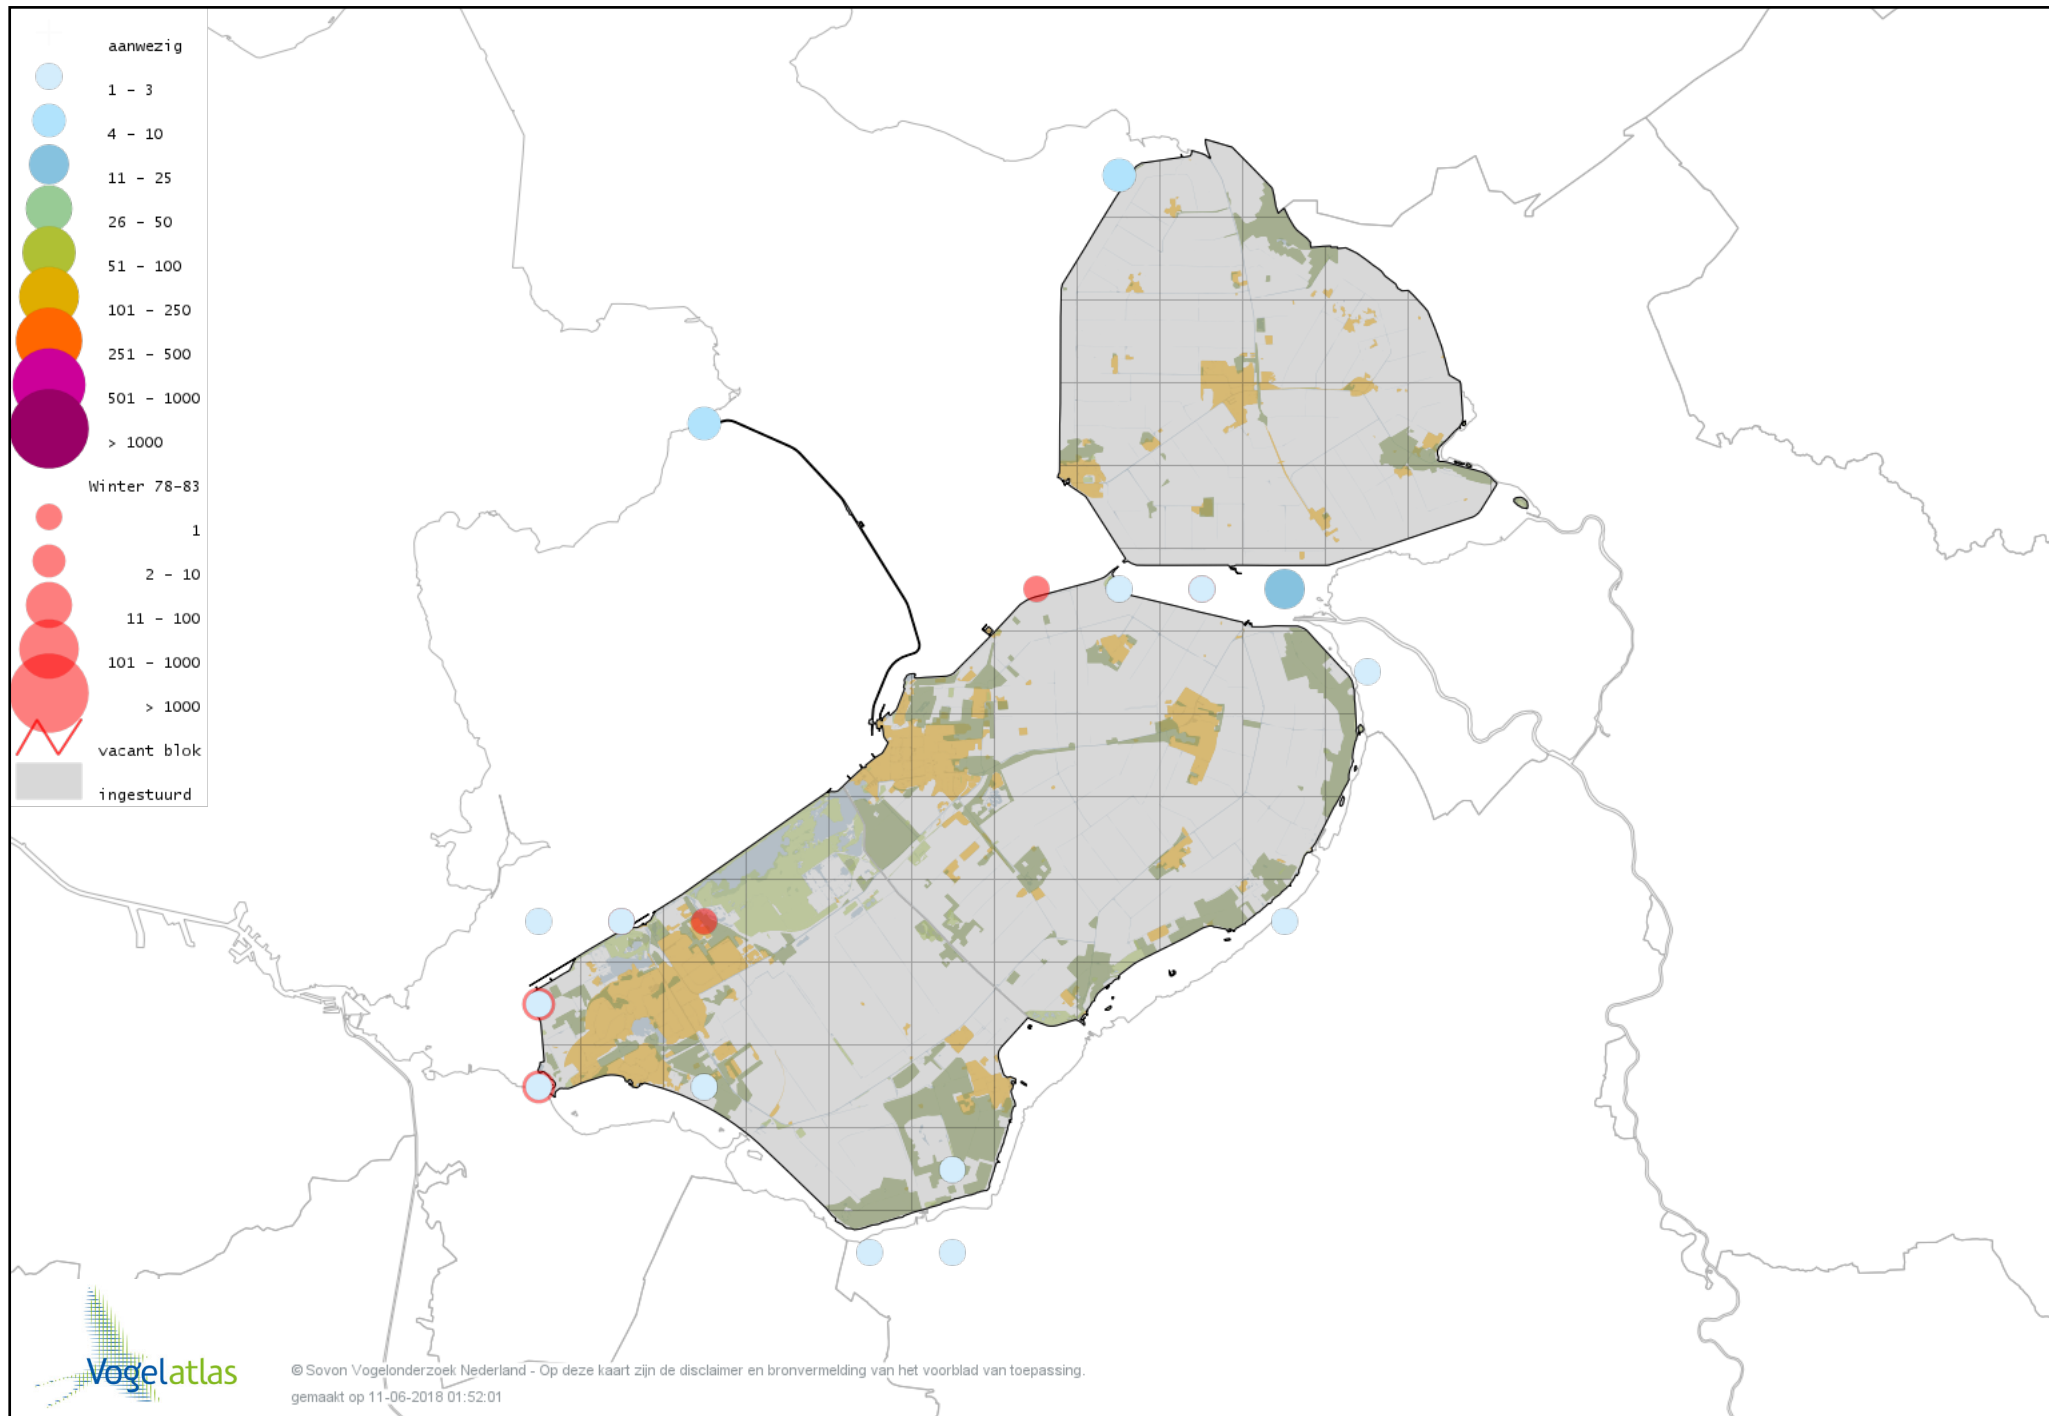 aanwezig
1 - 3
4 - 10
11 - 25
26 - 50
51 - 100
101 - 250
251 - 500
501 - 1000
> 1000
Winter 78-83
1
2 - 10
11 - 100
101 - 1000
> 1000
vacant blok
ingestuurd
Vogelatlas
© Sovon Vogelonderzoek Nederland - Op deze kaart zijn de disclaimer en bronvermelding van het voorblad van toepassing.
gemaakt op 11-06-2018 01:52:01